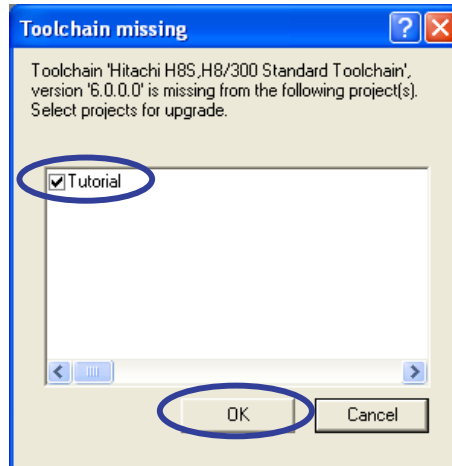 Toolchain missing
Toolchain 'Hitachi H8S,H8/300 Standard Toolchain',
version '6.0.0.0' is missing from the following project(s).
Select projects for upgrade.
Tutorial
OK Cancel